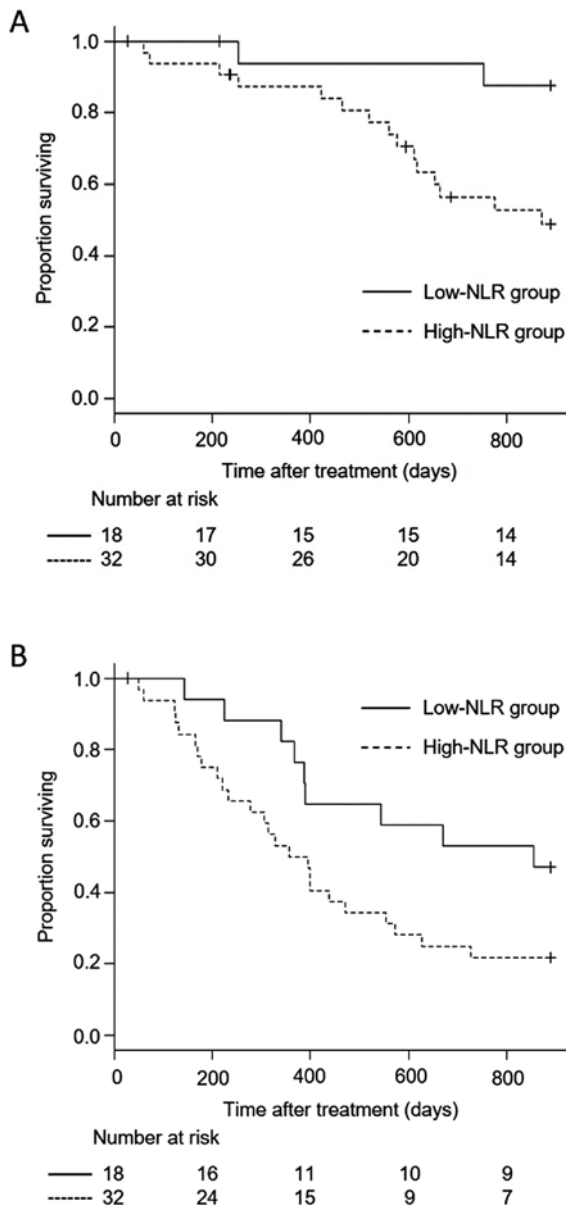 A
1.0
0.8
0.6
0.4
0.2
0.0
Proportion surviving
Low-NLR group
High-NLR group
0 200 400 600 800
Time after treatment (days)
Number at risk
18 17 15 15 14
32 30 26 20 14
B
1.0
0.8
0.6
0.4
0.2
0.0
Proportion surviving
Low-NLR group
High-NLR group
0 200 400 600 800
Time after treatment (days)
Number at risk
18 16 11 10 9
32 24 15 9 7